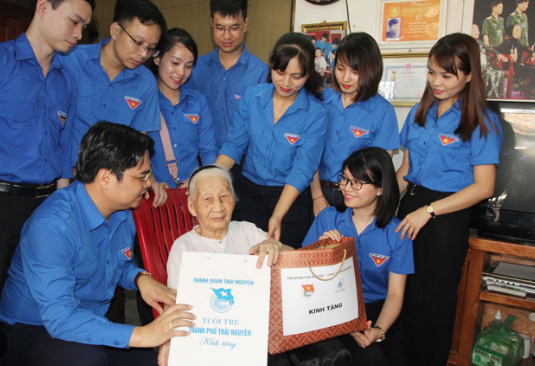 THÀNH ĐOÀN THÁI NGUYÊN
TUỔI TRẺ
THÀNH PHỐ THÁI NGUYÊN
Kính tặng
KÍNH TẶNG